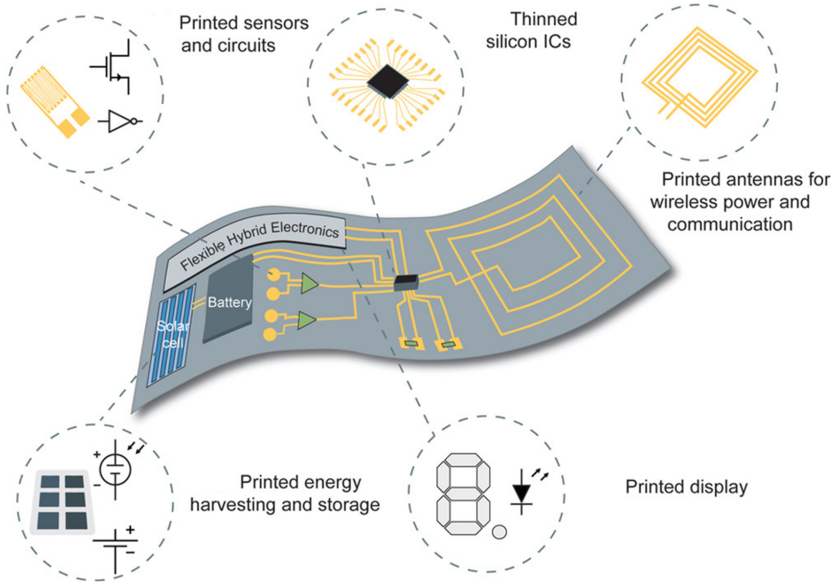 Printed sensors
and circuits
Thinned
silicon ICs
Printed antennas for
wireless power and
communication
Flexible Hybrid Electronics
Battery
Solar
cell
+
−
+
−
Printed energy
harvesting and storage
Printed display